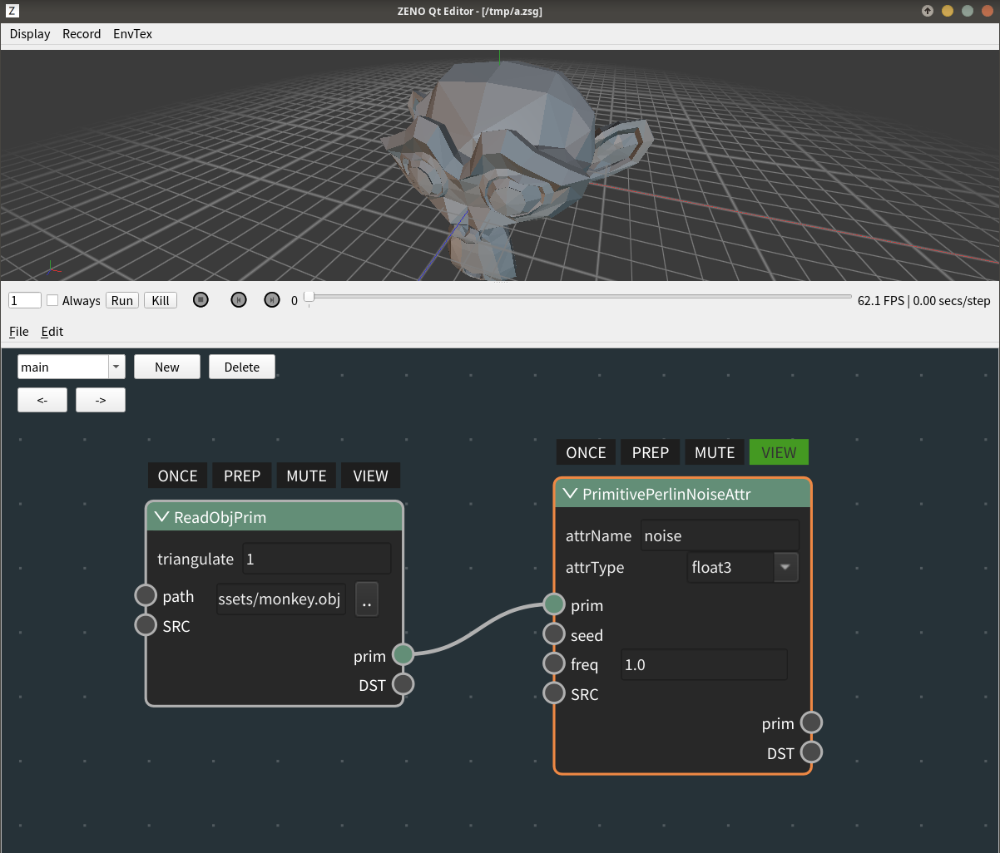 Z ZENO Qt Editor - [/tmp/a.zsg]
Display Record EnvTex
1 Always Run Kill 0 62.1 FPS | 0.00 secs/step
File Edit
main New Delete
<- ->
ONCE PREP MUTE VIEW
ReadObjPrim
triangulate 1
path ssets/monkey.obj ..
SRC
prim
DST
ONCE PREP MUTE VIEW
PrimitivePerlinNoiseAttr
attrName noise
attrType float3
prim
seed
freq 1.0
SRC
prim
DST